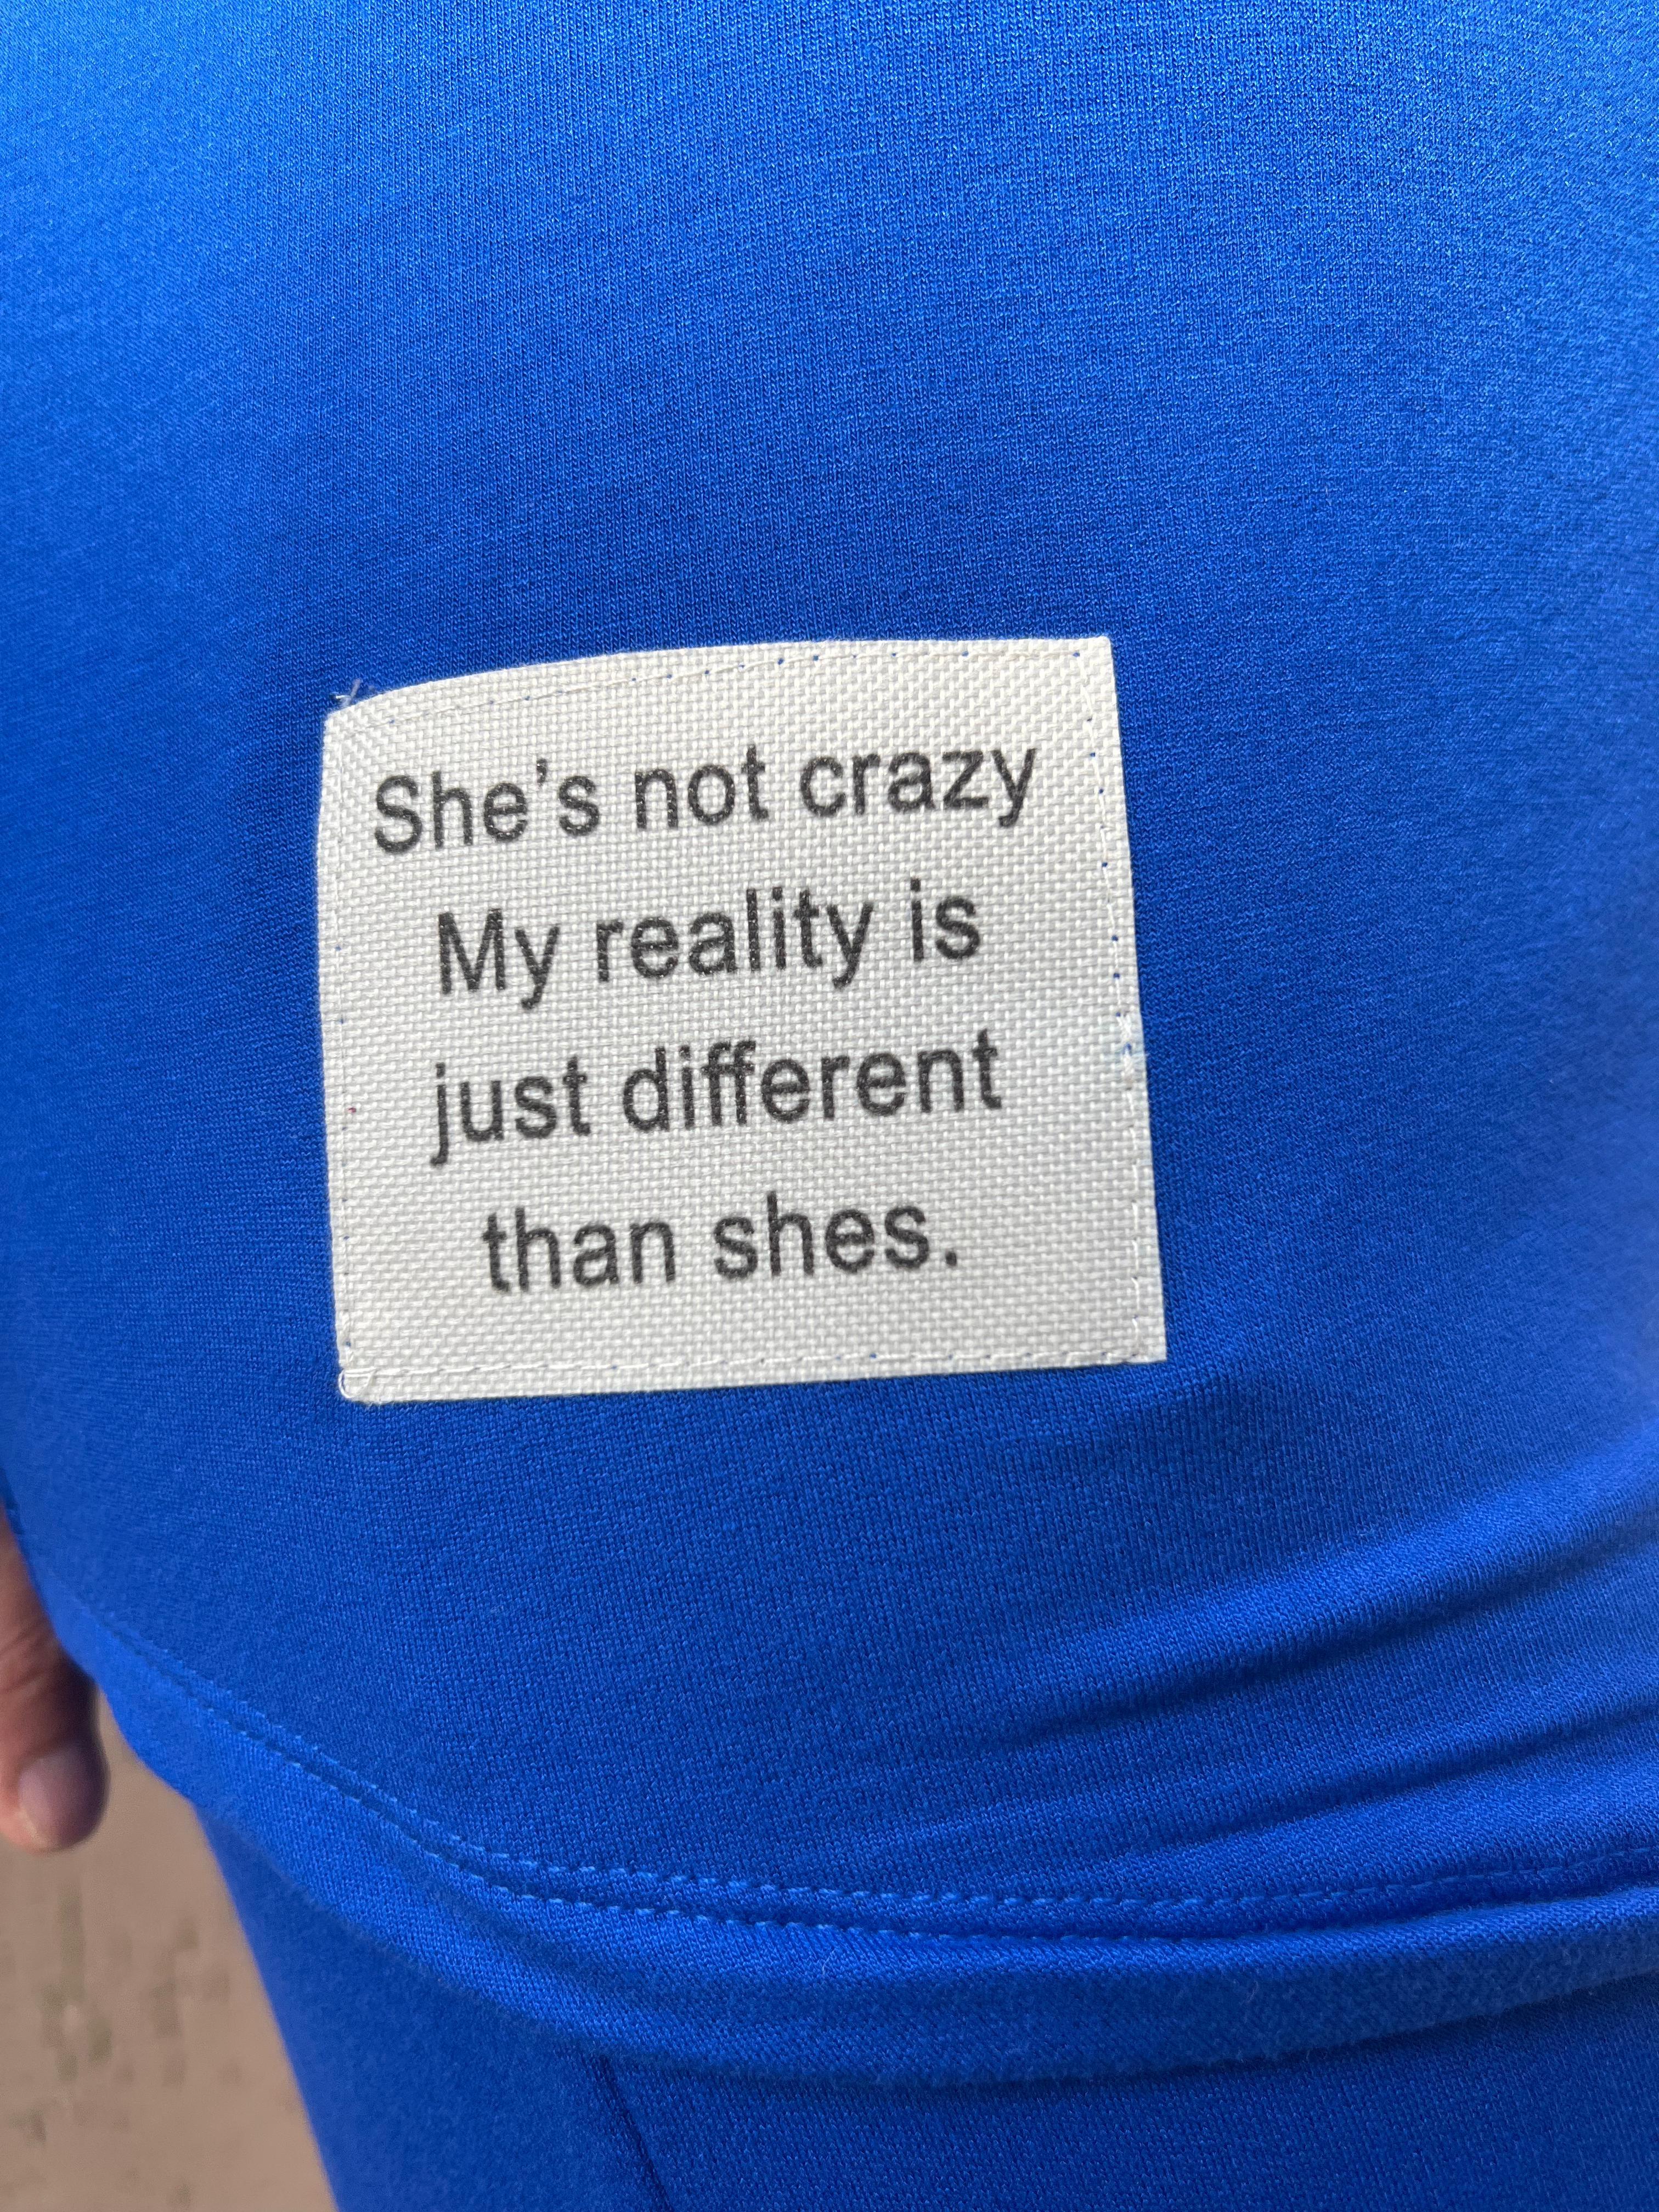 She’s not crazy
My reality is
just different
than shes.